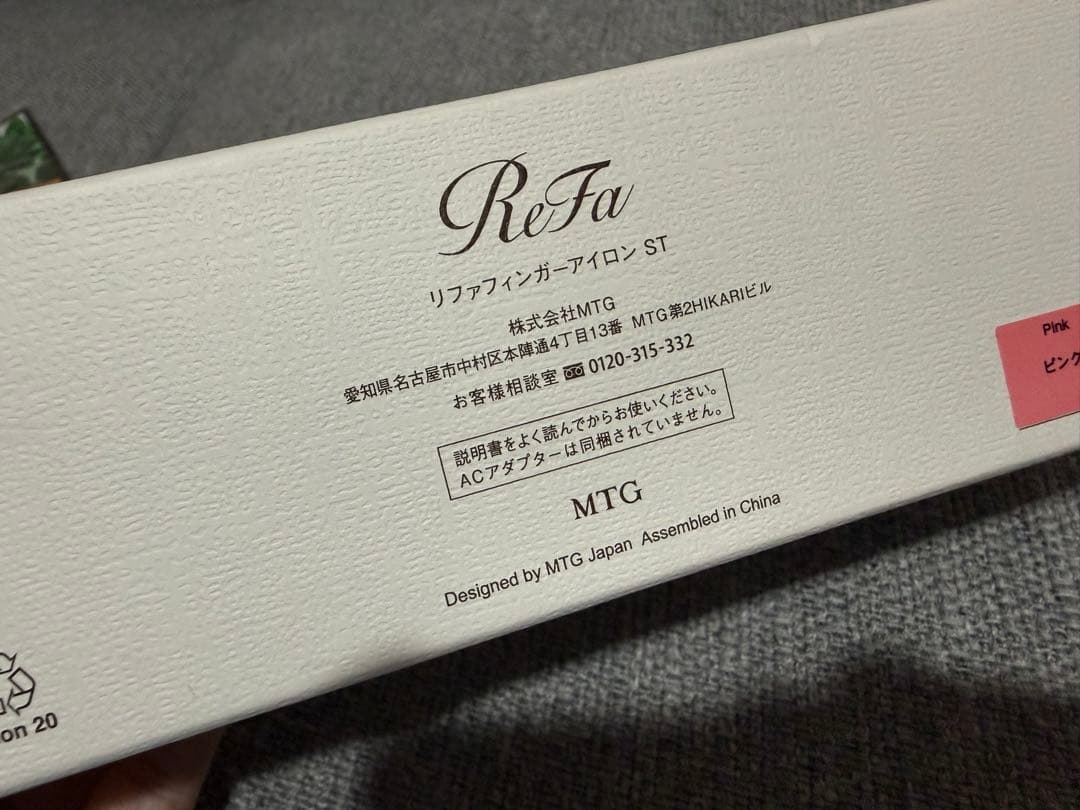 ReFa
リファフィンガーアイロン ST
株式会社MTG
愛知県名古屋市中村区本陣通4丁目13番 MTG第2HIKARIビル
お客様相談室 0120-315-332
説明書をよく読んでからお使いください。
ACアダプターは同梱されていません。
MTG
Designed by MTG Japan Assembled in China
Pink
ピンク
on 20